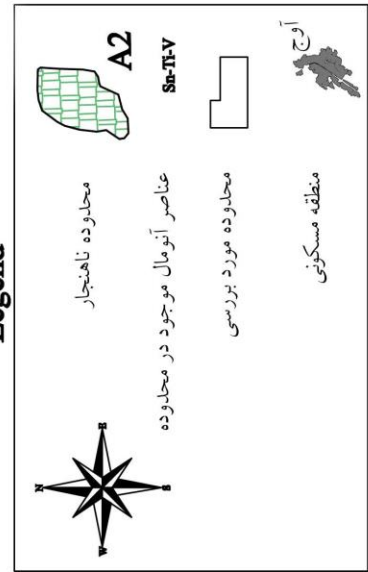 Legend
N
W
E
S
محدوده ناهنجار
A2
عناصر آنومال موجود در محدوده
Sn-Ti-V
محدوده مورد بررسی
منطقه مسکونی
آوج